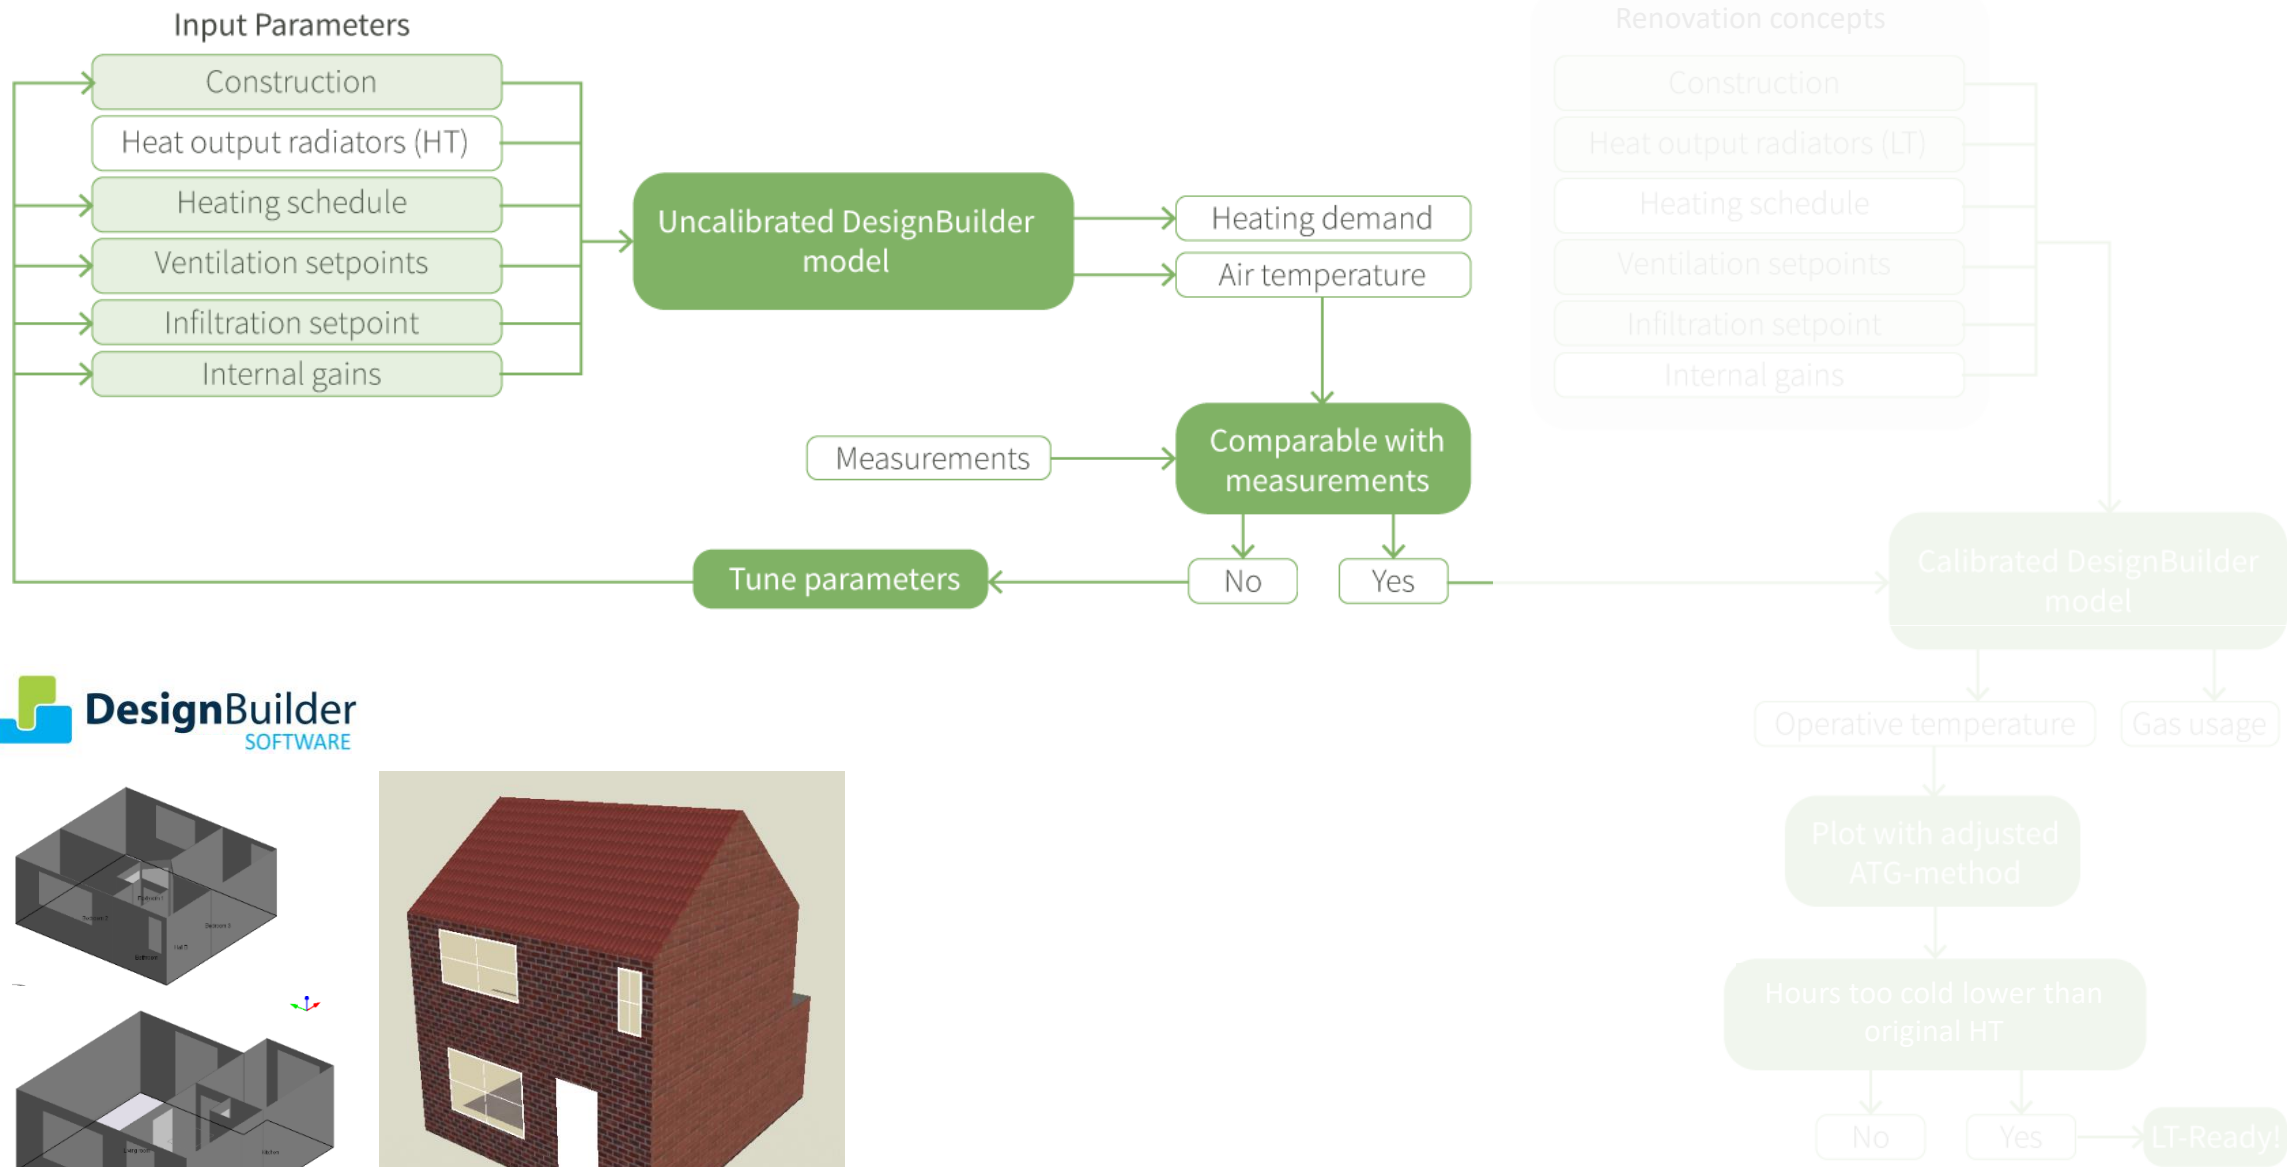 Input Parameters
Construction
Heat output radiators (HT)
Heating schedule
Ventilation setpoints
Infiltration setpoint
Internal gains
Uncalibrated DesignBuilder
model
Heating demand
Air temperature
Measurements
Comparable with
measurements
No
Yes
Tune parameters
Renovation concepts
Construction
Heat output radiators (LT)
Heating schedule
Ventilation setpoints
Infiltration setpoint
Internal gains
Calibrated DesignBuilder
model
Operative temperature
Gas usage
Plot with adjusted
ATG-method
Hours too cold lower than
original HT
No
Yes
LT-Ready!
DesignBuilder
SOFTWARE